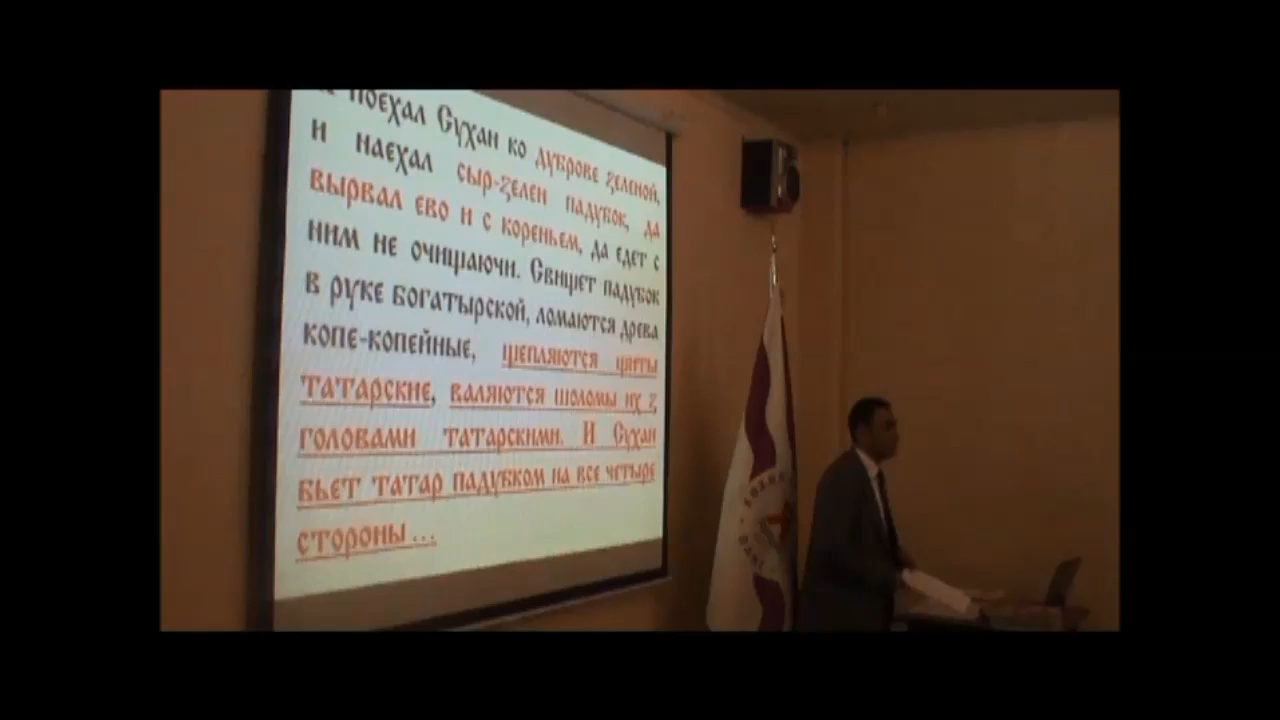 поехал Сухан ко дуброве зеленой,
и наехал сыр-зелен падубок, да
вырвал ево и с кореньем, да едет с
ним не очищаючи. Свищет падубок
в руке богатырской, ломаются древа
копе-копейные, щепляются циты
татарские, валяются шоломы их з
головами татарскими. И Сухан
бьет татар падубком на все четыре
стороны ...